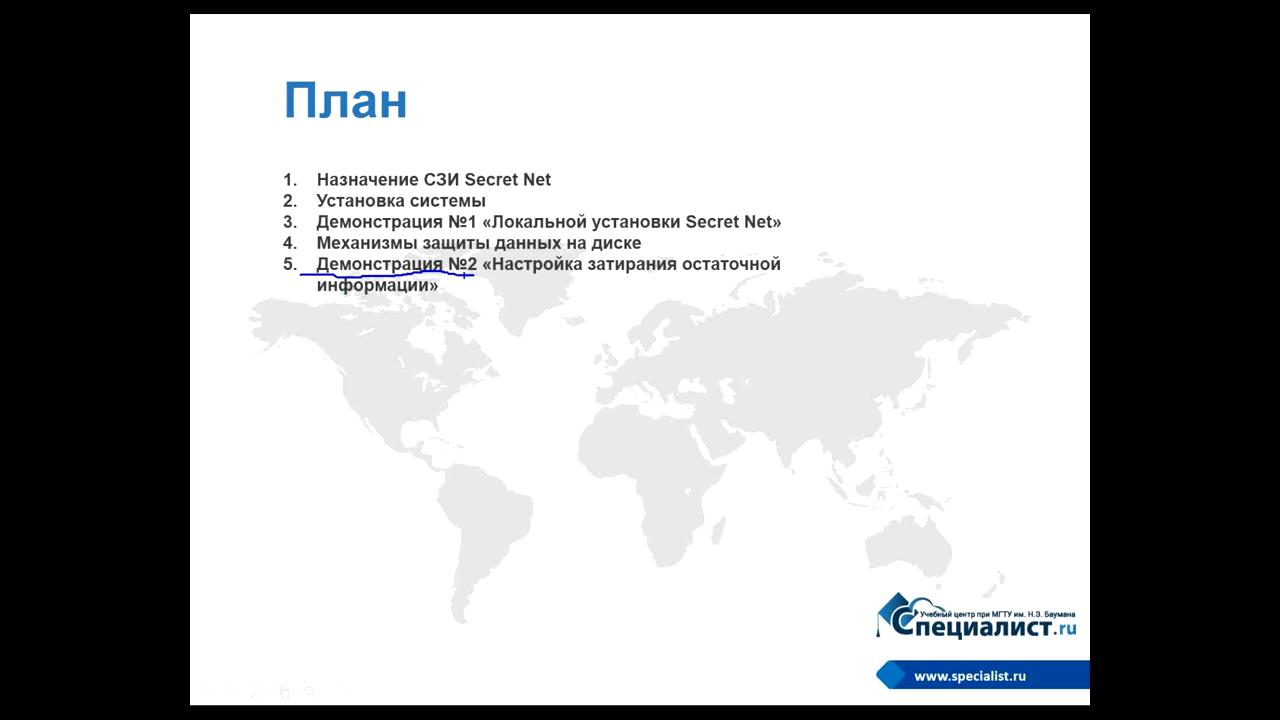 План
1. Назначение СЗИ Secret Net
2. Установка системы
3. Демонстрация №1 «Локальной установки Secret Net»
4. Механизмы защиты данных на диске
5. Демонстрация №2 «Настройка затирания остаточной
информации»
Учебный центр при МГТУ им. Н.Э. Баумана
Специалист.ru
www.specialist.ru